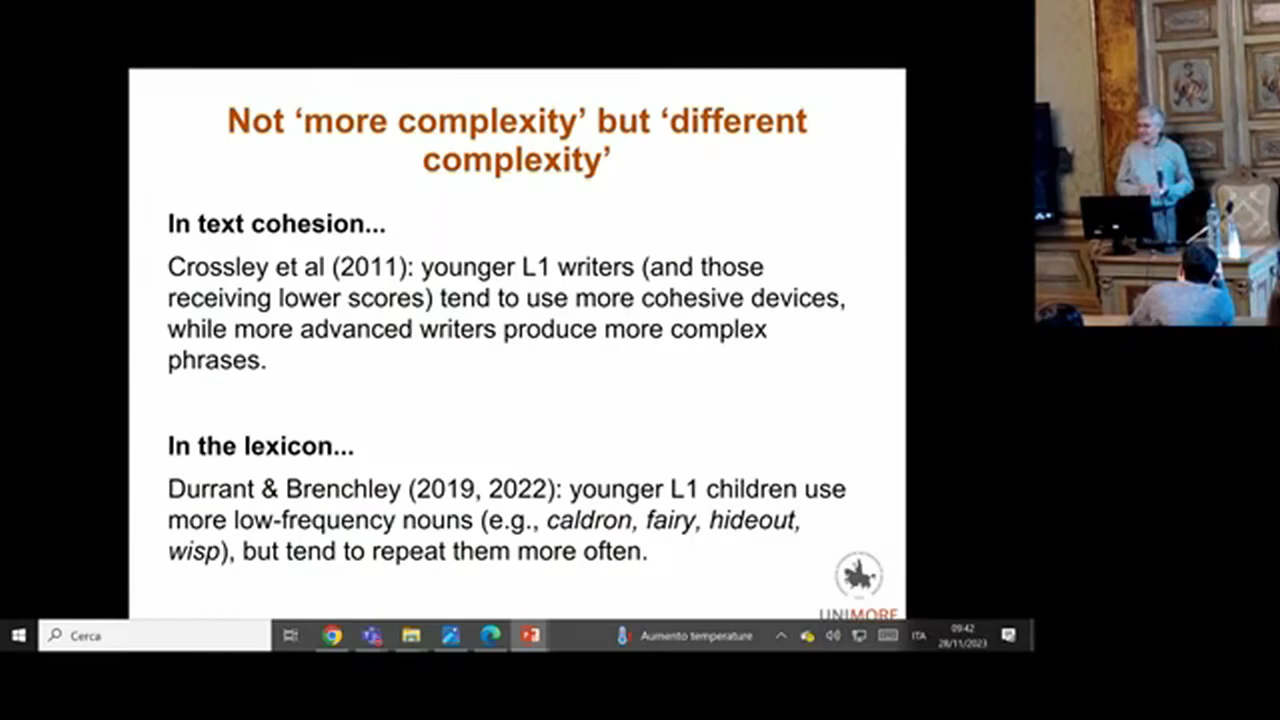 Not ‘more complexity’ but ‘different
complexity’
In text cohesion...
Crossley et al (2011): younger L1 writers (and those
receiving lower scores) tend to use more cohesive devices,
while more advanced writers produce more complex
phrases.
In the lexicon...
Durrant & Brenchley (2019, 2022): younger L1 children use
more low-frequency nouns (e.g., caldron, fairy, hideout,
wisp), but tend to repeat them more often.
UNIMORE
Cerca
Aumento temperature
ITA
09:42
28/11/2023